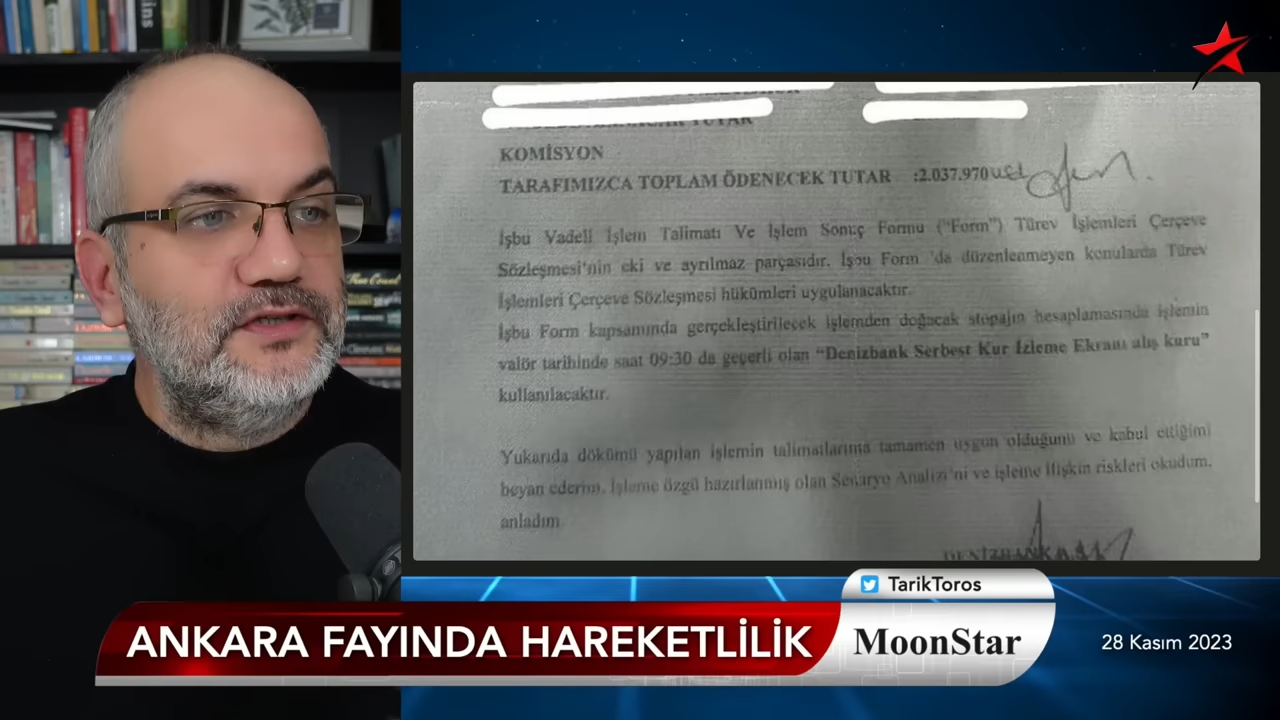 KOMİSYON
TARAFIMIZCA TOPLAM ÖDENECEK TUTAR :2.037.970
İşbu Vadeli İşlem Talimatı Ve İşlem Sonuç Formu ("Form") Türev İşlemleri Çerçeve
Sözleşmesi'nin eki ve ayrılmaz parçasıdır. İşbu Form 'da düzenlenmeyen konularda Türev
İşlemleri Çerçeve Sözleşmesi hükümleri uygulanacaktır.
İşbu Form kapsamında gerçekleştirilecek işlemden doğacak stopajın hesaplamasında işlemin
valör tarihinde saat 09:30 da geçerli olan "Denizbank Serbest Kur İzleme Ekranı alış kuru"
kullanılacaktır.
Yukarıda dökümü yapılan işlemin talimatlarıma tamamen uygun olduğunu ve kabul ettiğimi
beyan ederim. İşleme özgü hazırlanmış olan Senaryo Analizi'ni ve işleme ilişkin riskleri okudum,
anladım
DENİZBANK A.Ş.
TarikToros
ANKARA FAYINDA HAREKETLİLİK
MoonStar
28 Kasım 2023